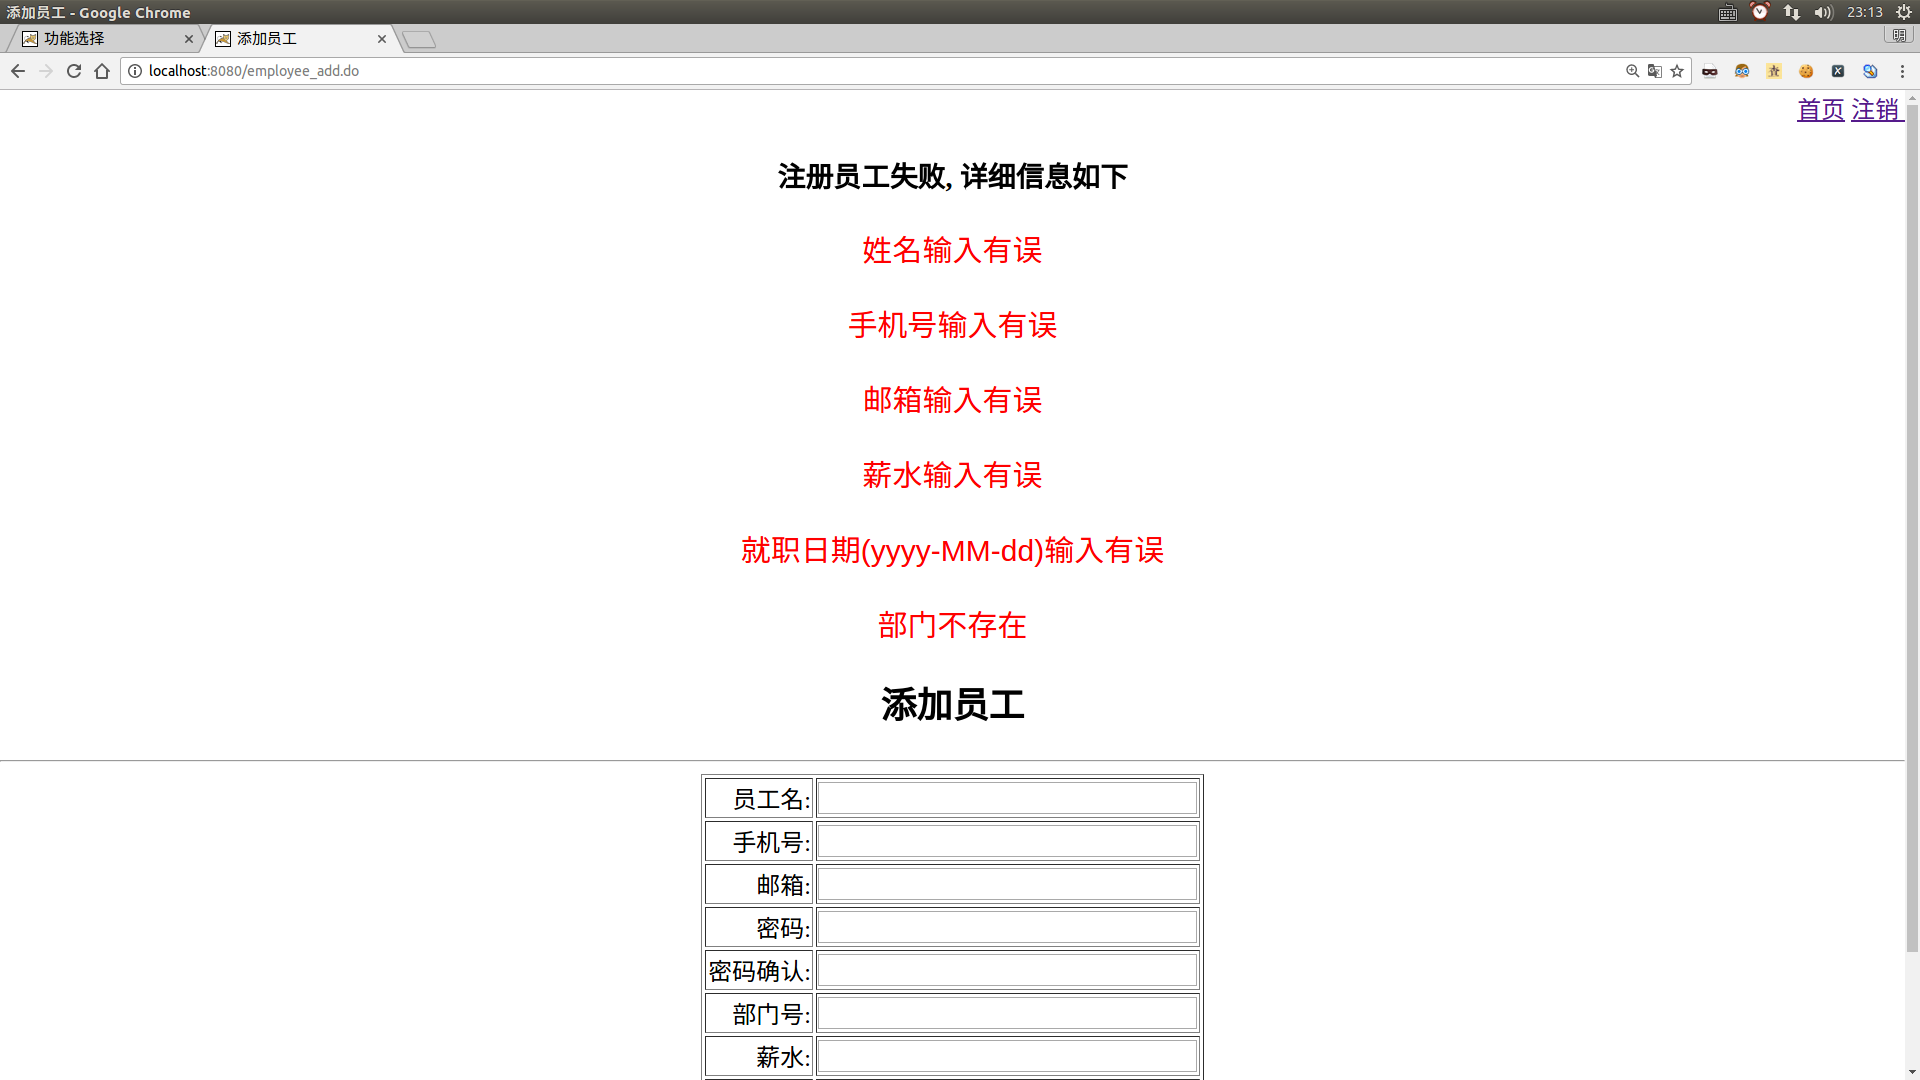 添加员工 - Google Chrome
23:13
功能选择
添加员工
localhost:8080/employee_add.do
首页 注销
注册员工失败, 详细信息如下
姓名输入有误
手机号输入有误
邮箱输入有误
薪水输入有误
就职日期(yyyy-MM-dd)输入有误
部门不存在
添加员工
员工名:
手机号:
邮箱:
密码:
密码确认:
部门号:
薪水: